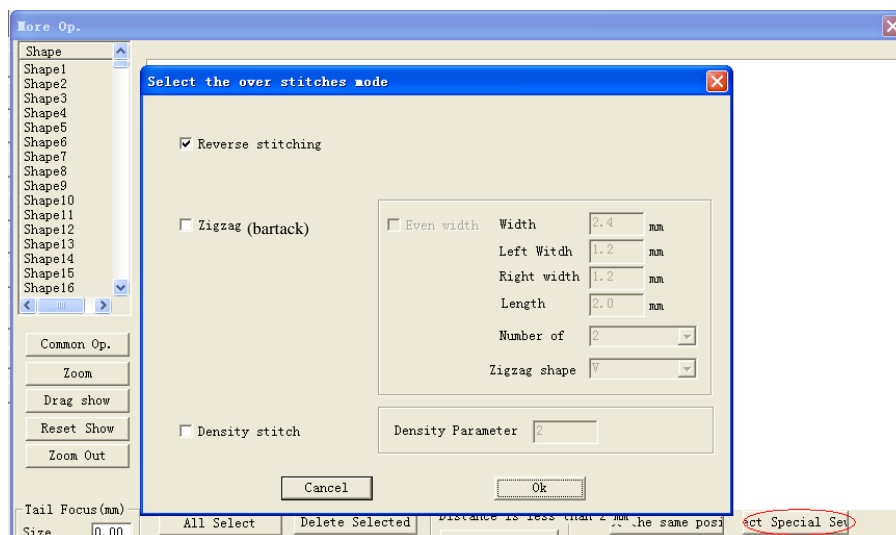 More Op.
Shape
Shape1
Shape2
Shape3
Shape4
Shape5
Shape6
Shape7
Shape8
Shape9
Shape10
Shape11
Shape12
Shape13
Shape14
Shape15
Shape16
Common Op.
Zoom
Drag show
Reset Show
Zoom Out
Tail Focus(mm)
Size 0.00
Select the over stitches mode
Reverse stitching
Zigzag (bartack)
Even width Width 2.4 mm
Left Witdh 1.2 mm
Right width 1.2 mm
Length 2.0 mm
Number of 2
Zigzag shape V
Density stitch
Density Parameter 2
Cancel Ok
All Select Delete Selected Distance is less than 2 mm he same posi ct Special Sew